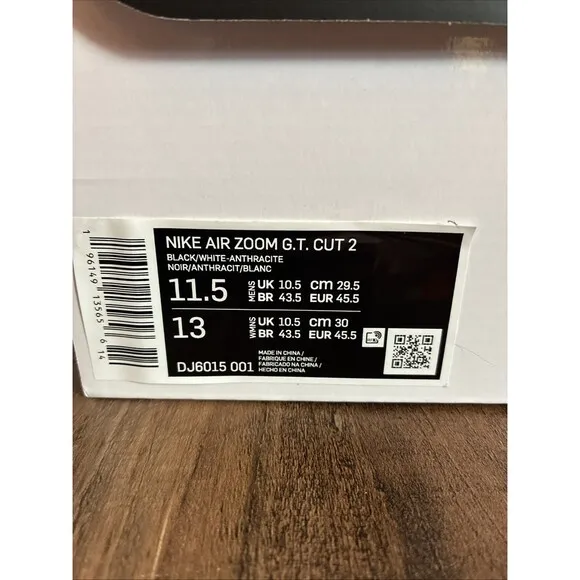 NIKE AIR ZOOM G.T. CUT 2
BLACK/WHITE-ANTHRACITE
NOIR/ANTHRACIT/BLANC
11.5 MENS UK 10.5 cm 29.5
BR 43.5 EUR 45.5
13 WMNS UK 10.5 cm 30
BR 43.5 EUR 45.5
DJ6015 001
MADE IN CHINA /
FABRIQUE EN CHINE /
FABRICADO NA CHINA /
HECHO EN CHINA
1 96149 13565 6 14